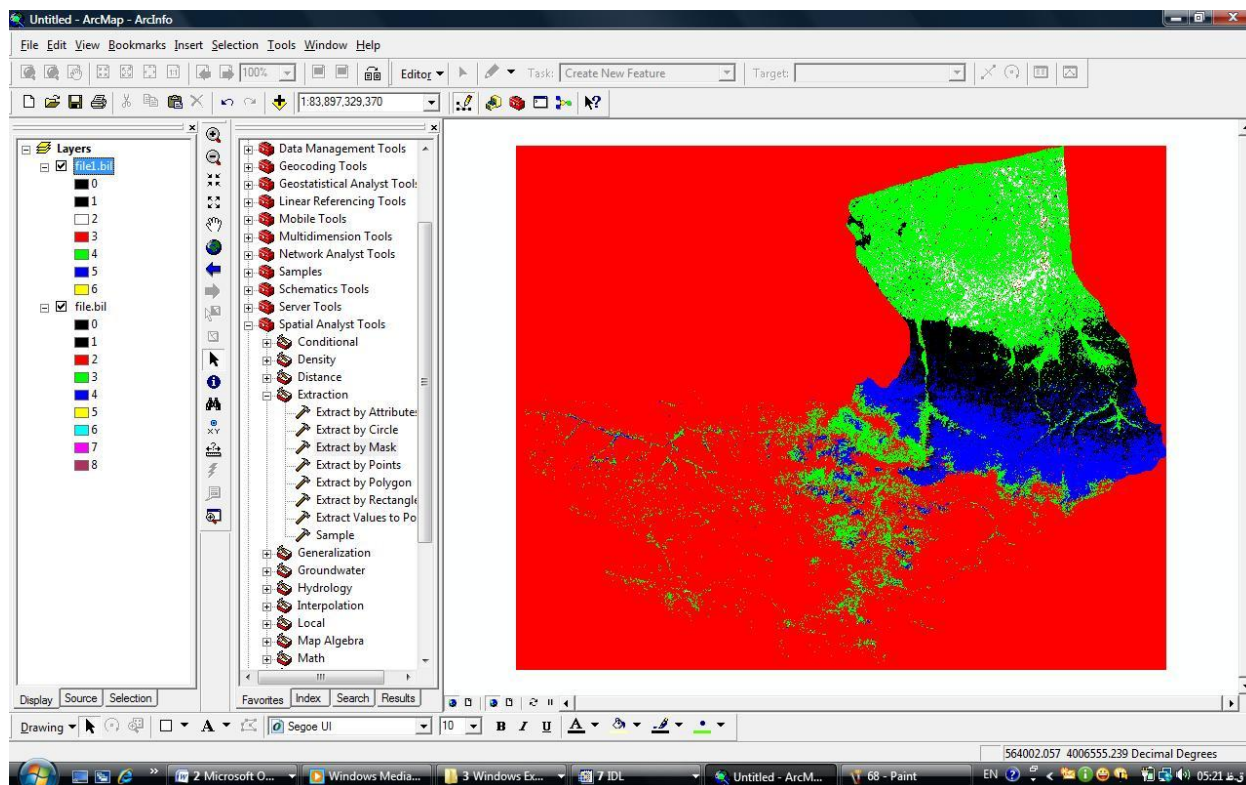 Untitled - ArcMap - ArcInfo
File Edit View Bookmarks Insert Selection Tools Window Help
100% Editor Task: Create New Feature Target:
1:83,897,329,370
Layers
file1.bil
0
1
2
3
4
5
6
file.bil
0
1
2
3
4
5
6
7
8
Display Source Selection
Data Management Tools
Geocoding Tools
Geostatistical Analyst Tools
Linear Referencing Tools
Mobile Tools
Multidimension Tools
Network Analyst Tools
Samples
Schematics Tools
Server Tools
Spatial Analyst Tools
Conditional
Density
Distance
Extraction
Extract by Attributes
Extract by Circle
Extract by Mask
Extract by Points
Extract by Polygon
Extract by Rectangle
Extract Values to Po
Sample
Generalization
Groundwater
Hydrology
Interpolation
Local
Map Algebra
Math
Favorites Index Search Results
Drawing A Segoe UI 10 B I U A
564002.057 4006555.239 Decimal Degrees
2 Microsoft O... Windows Media... 3 Windows Ex... 7 IDL Untitled - ArcM... 68 - Paint EN 05:21 ق.ظ